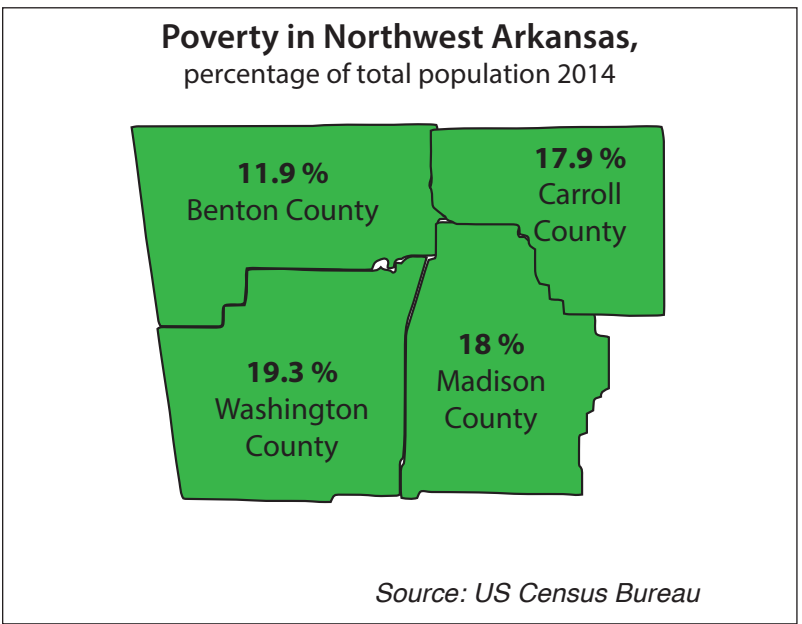 Poverty in Northwest Arkansas,
percentage of total population 2014
11.9 %
Benton County
17.9 %
Carroll
County
19.3 %
Washington
County
18 %
Madison
County
Source: US Census Bureau